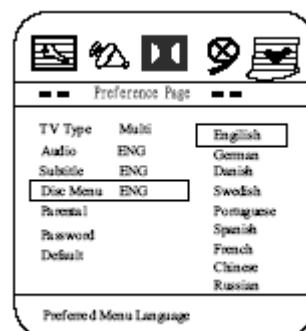 Preference Page
TV Type Multi
Audio ENG
Subtitle ENG
Disc Menu ENG
Parental
Password
Default
English
German
Danish
Swedish
Portuguese
Spanish
French
Chinese
Russian
Preferred Menu Language